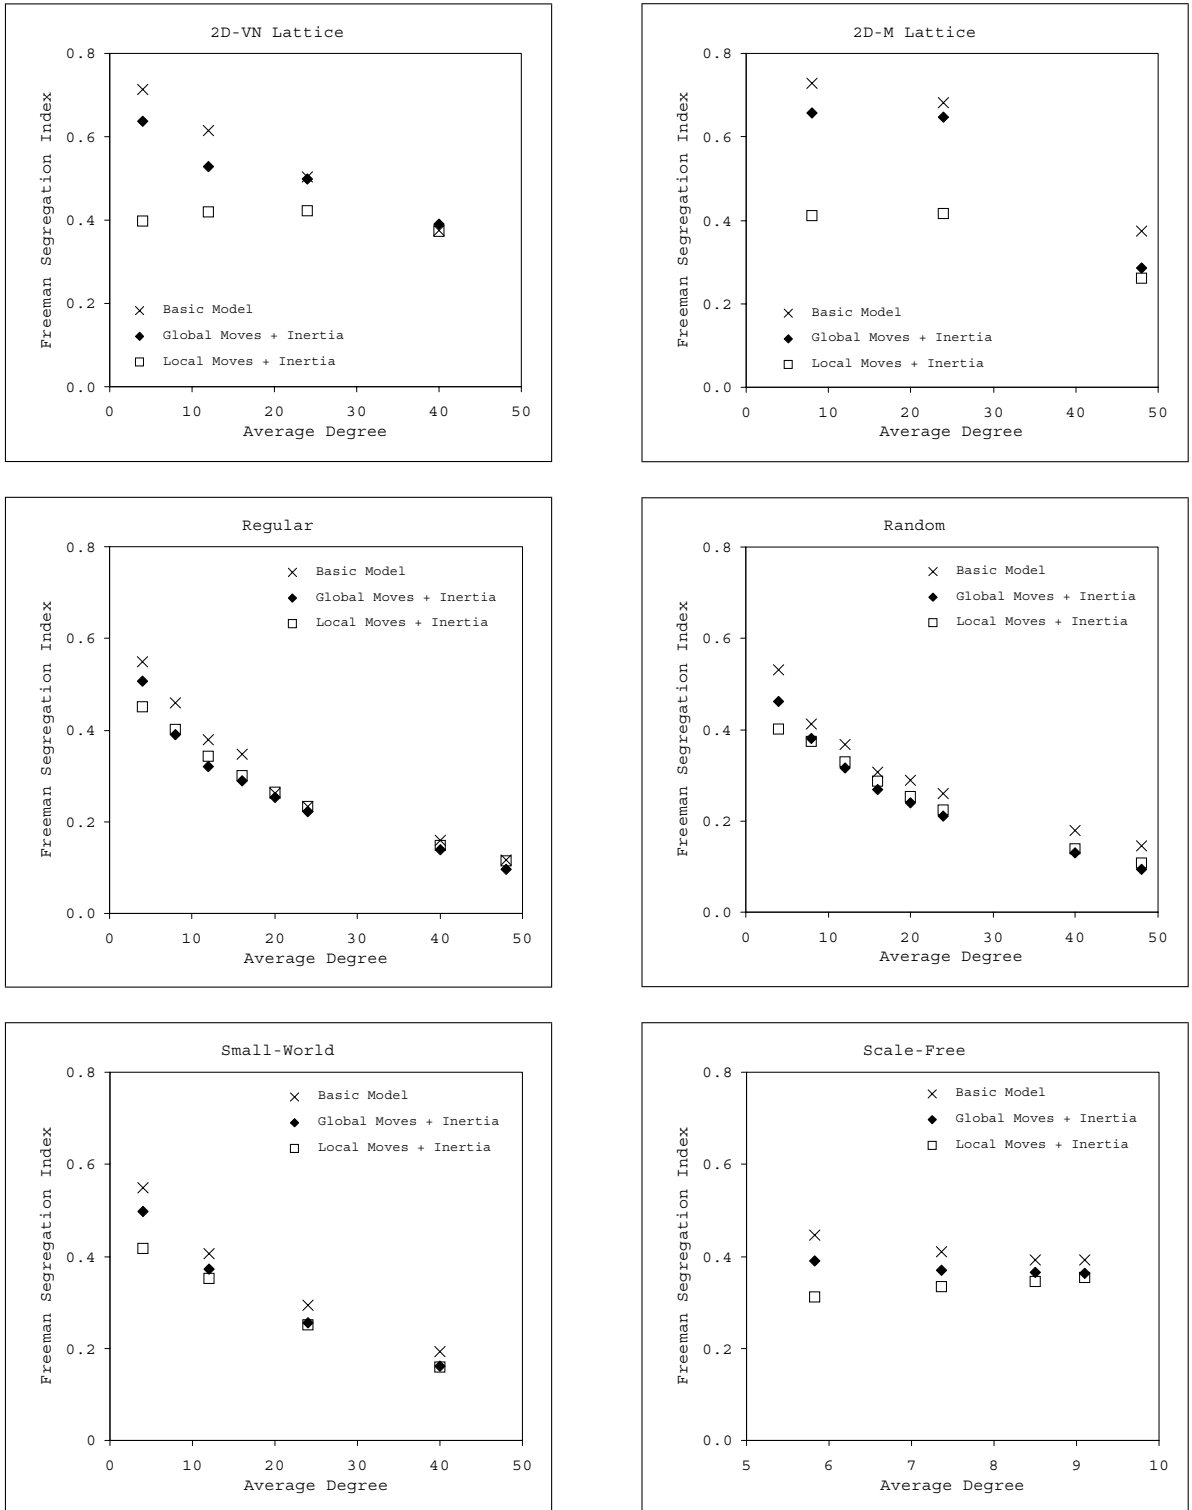 2D-VN Lattice
0.8
0.6
0.4
0.2
0.0
Freeman Segregation Index
Basic Model
Global Moves + Inertia
Local Moves + Inertia
0 10 20 30 40 50
Average Degree
2D-M Lattice
0.8
0.6
0.4
0.2
0.0
Freeman Segregation Index
Basic Model
Global Moves + Inertia
Local Moves + Inertia
0 10 20 30 40 50
Average Degree
Regular
0.8
0.6
0.4
0.2
0.0
Freeman Segregation Index
Basic Model
Global Moves + Inertia
Local Moves + Inertia
0 10 20 30 40 50
Average Degree
Random
0.8
0.6
0.4
0.2
0.0
Freeman Segregation Index
Basic Model
Global Moves + Inertia
Local Moves + Inertia
0 10 20 30 40 50
Average Degree
Small-World
0.8
0.6
0.4
0.2
0
Freeman Segregation Index
Basic Model
Global Moves + Inertia
Local Moves + Inertia
0 10 20 30 40 50
Average Degree
Scale-Free
0.8
0.6
0.4
0.2
0.0
Freeman Segregation Index
Basic Model
Global Moves + Inertia
Local Moves + Inertia
5 6 7 8 9 10
Average Degree